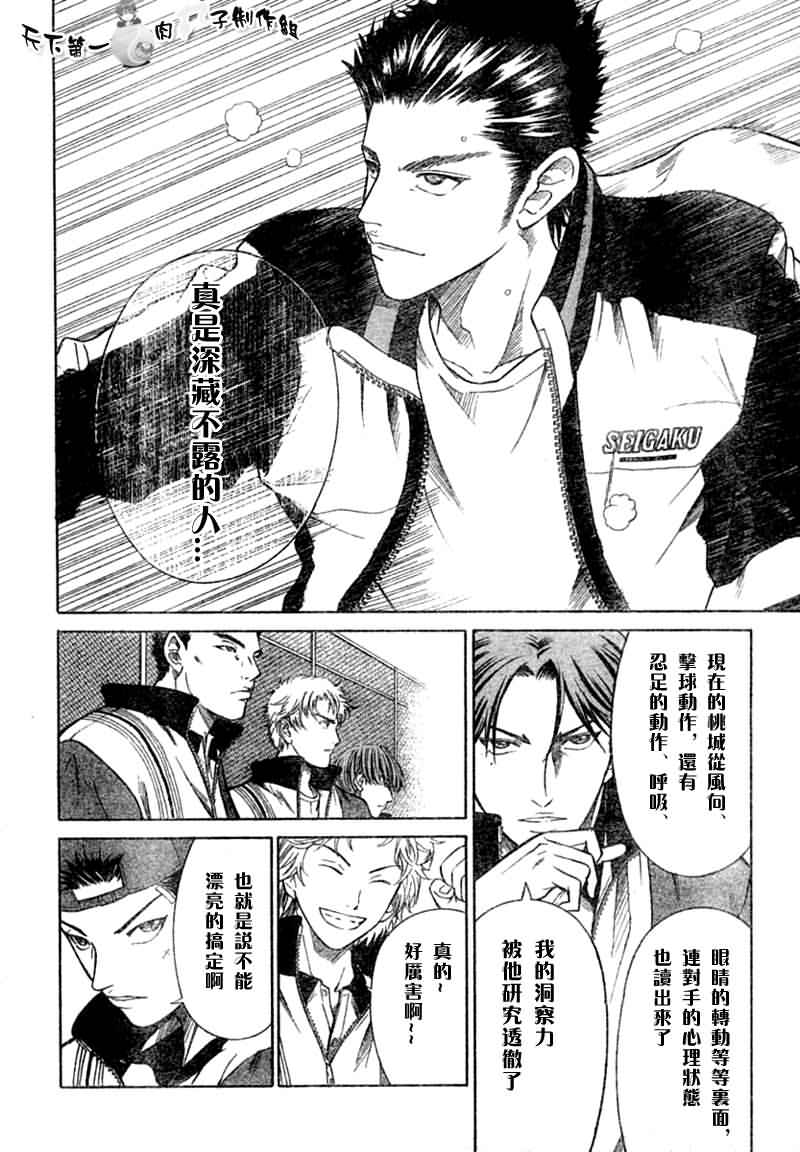 天下第一
肉
子制作組
真是深藏不露的人…
SEIGAKU
現在的桃城從風向、
擊球動作，還有
忍足的動作、呼吸、
眼睛的轉動等等裏面，
連對手的心理狀態
也讀出來了
我的洞察力
被他研究透徹了
真的~
好厲害啊~~
也就是說不能
漂亮的搞定啊